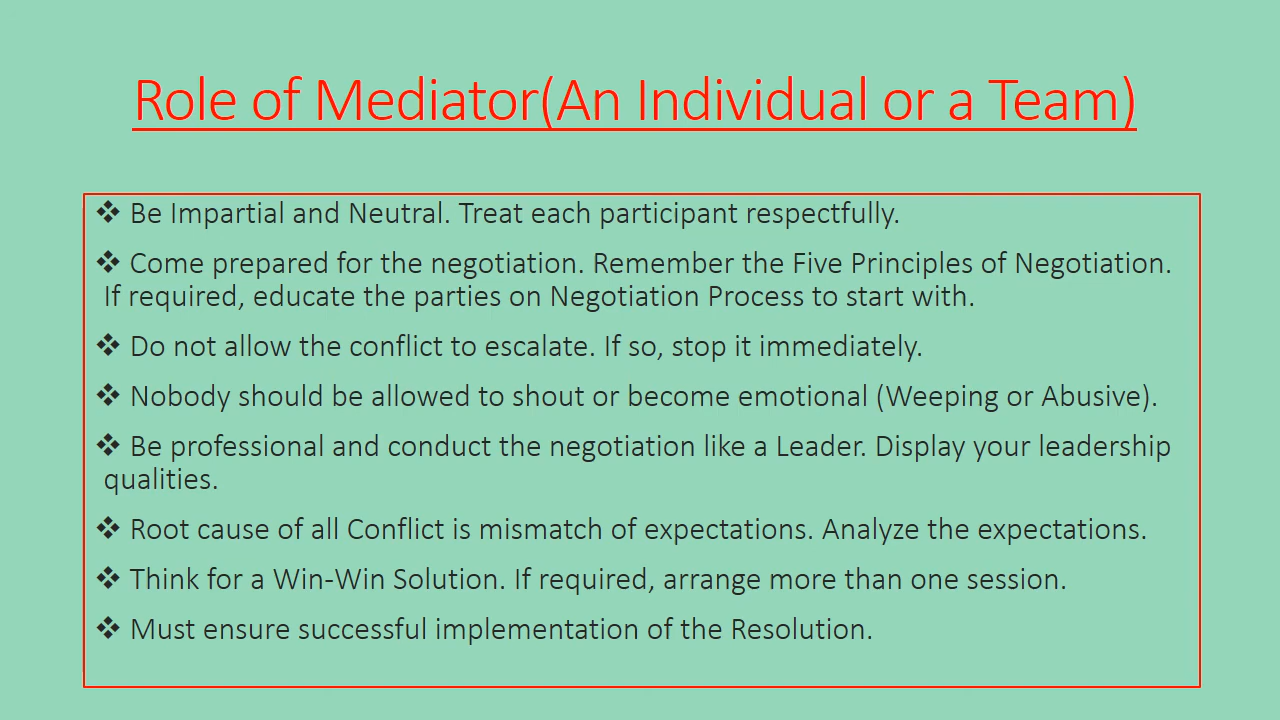 Role of Mediator(An Individual or a Team)
❖ Be Impartial and Neutral. Treat each participant respectfully.
❖ Come prepared for the negotiation. Remember the Five Principles of Negotiation.
If required, educate the parties on Negotiation Process to start with.
❖ Do not allow the conflict to escalate. If so, stop it immediately.
❖ Nobody should be allowed to shout or become emotional (Weeping or Abusive).
❖ Be professional and conduct the negotiation like a Leader. Display your leadership
qualities.
❖ Root cause of all Conflict is mismatch of expectations. Analyze the expectations.
❖ Think for a Win-Win Solution. If required, arrange more than one session.
❖ Must ensure successful implementation of the Resolution.